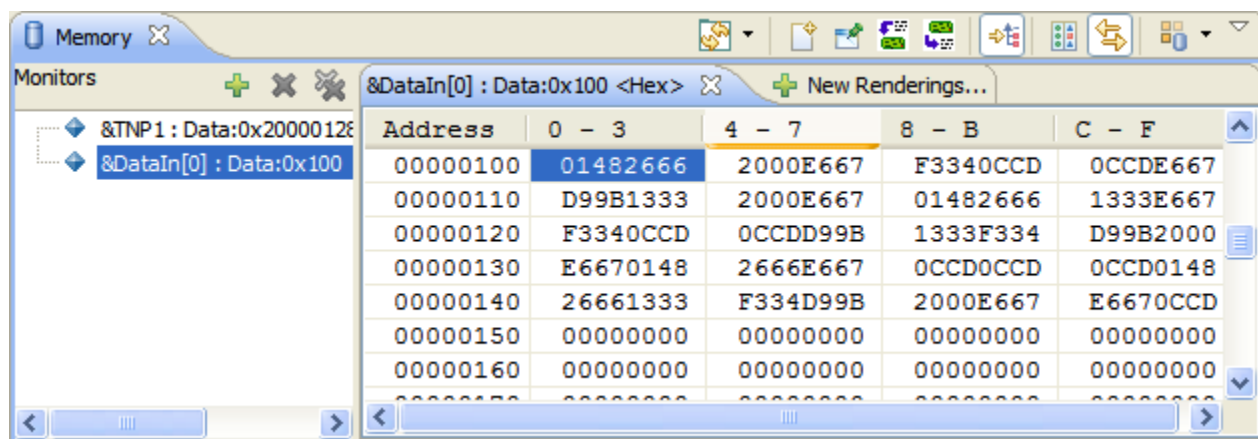 Memory
Monitors
&TNP1 : Data:0x20000128
&DataIn[0] : Data:0x100
&DataIn[0] : Data:0x100 <Hex> New Renderings...
Address 0 - 3 4 - 7 8 - B C - F
00000100 01482666 2000E667 F3340CCD 0CCDE667
00000110 D99B1333 2000E667 01482666 1333E667
00000120 F3340CCD 0CCDD99B 1333F334 D99B2000
00000130 E6670148 2666E667 0CCD0CCD 0CCD0148
00000140 26661333 F334D99B 2000E667 E6670CCD
00000150 00000000 00000000 00000000 00000000
00000160 00000000 00000000 00000000 00000000